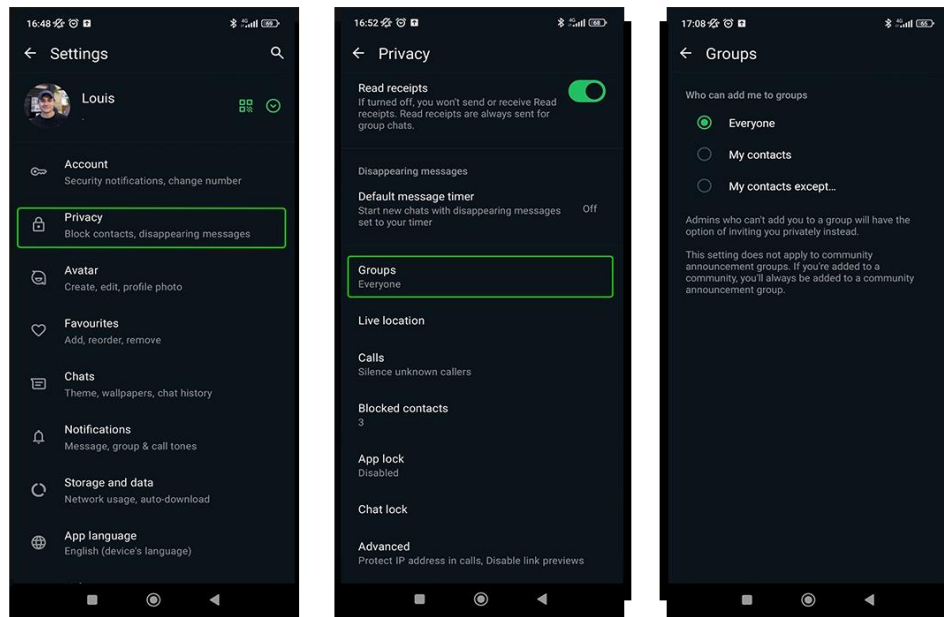 16:48
4G
69
Settings
Louis
Account
Security notifications, change number
Privacy
Block contacts, disappearing messages
Avatar
Create, edit, profile photo
Favourites
Add, reorder, remove
Chats
Theme, wallpapers, chat history
Notifications
Message, group & call tones
Storage and data
Network usage, auto-download
App language
English (device's language)
16:52
4G
68
Privacy
Read receipts
If turned off, you won't send or receive Read
receipts. Read receipts are always sent for
group chats.
Disappearing messages
Default message timer
Start new chats with disappearing messages
set to your timer
Off
Groups
Everyone
Live location
Calls
Silence unknown callers
Blocked contacts
3
App lock
Disabled
Chat lock
Advanced
Protect IP address in calls, Disable link previews
17:08
4G
65
Groups
Who can add me to groups
Everyone
My contacts
My contacts except...
Admins who can't add you to a group will have the
option of inviting you privately instead.
This setting does not apply to community
announcement groups. If you're added to a
community, you'll always be added to a community
announcement group.